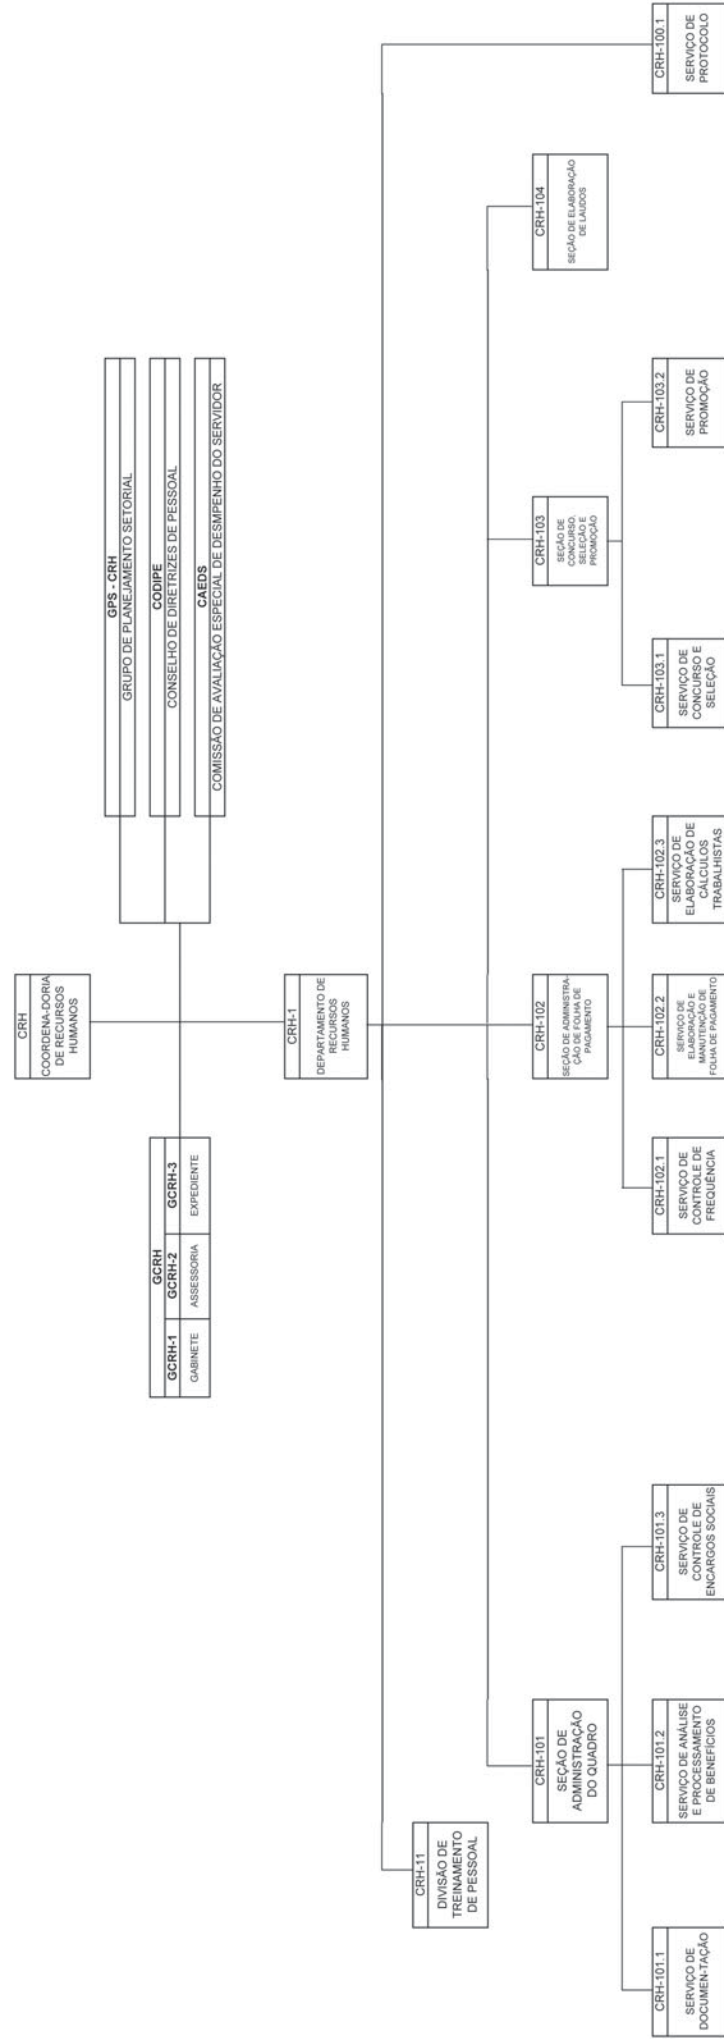 CRH
COORDENA-DORIA
DE RECURSOS
HUMANOS
GPS - CRH
GRUPO DE PLANEJAMENTO SETORIAL
CODIPE
CONSELHO DE DIRETRIZES DE PESSOAL
CAEDS
COMISSÃO DE AVALIAÇÃO ESPECIAL DE DESMPENHO DO SERVIDOR
GCRH
GCRH-1 GCRH-2 GCRH-3
GABINETE ASSESSORIA EXPEDIENTE
CRH-1
DEPARTAMENTO DE
RECURSOS
HUMANOS
CRH-11
DIVISÃO DE
TREINAMENTO
DE PESSOAL
CRH-101
SEÇÃO DE
ADMINISTRAÇÃO
DO QUADRO
CRH-102
SEÇÃO DE ADMINISTRA-
ÇÃO DE FOLHA DE
PAGAMENTO
CRH-103
SEÇÃO DE
CONCURSO,
SELEÇÃO E
PROMOÇÃO
CRH-104
SEÇÃO DE ELABORAÇÃO
DE LAUDOS
CRH-101.1
SERVIÇO DE
DOCUMEN-TAÇÃO
CRH-101.2
SERVIÇO DE ANÁLISE
E PROCESSAMENTO
DE BENEFÍCIOS
CRH-101.3
SERVIÇO DE
CONTROLE DE
ENCARGOS SOCIAIS
CRH-102.1
SERVIÇO DE
CONTROLE DE
FREQUÊNCIA
CRH-102.2
SERVIÇO DE
ELABORAÇÃO E
MANUTENÇÃO DE
FOLHA DE PAGAMENTO
CRH-102.3
SERVIÇO DE
ELABORAÇÃO DE
CÁLCULOS
TRABALHISTAS
CRH-103.1
SERVIÇO DE
CONCURSO E
SELEÇÃO
CRH-103.2
SERVIÇO DE
PROMOÇÃO
CRH-100.1
SERVIÇO DE
PROTOCOLO